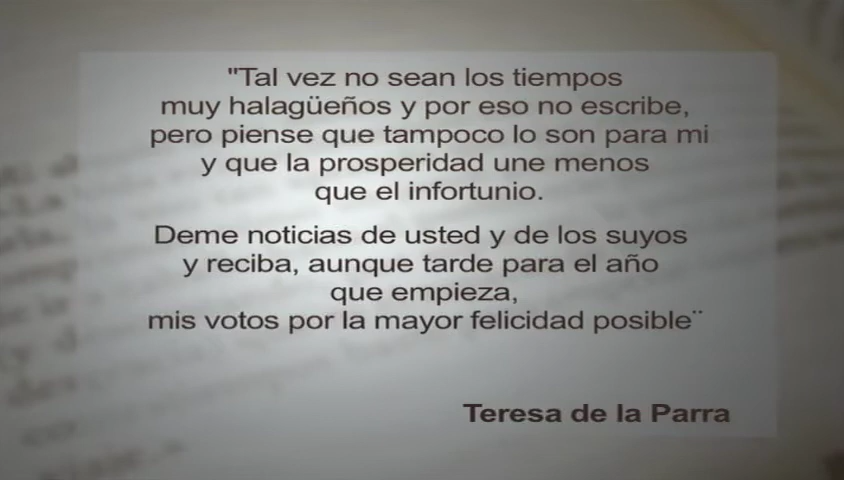 "Tal vez no sean los tiempos
muy halagüeños y por eso no escribe,
pero piense que tampoco lo son para mi
y que la prosperidad une menos
que el infortunio.
Deme noticias de usted y de los suyos
y reciba, aunque tarde para el año
que empieza,
mis votos por la mayor felicidad posible¨
Teresa de la Parra